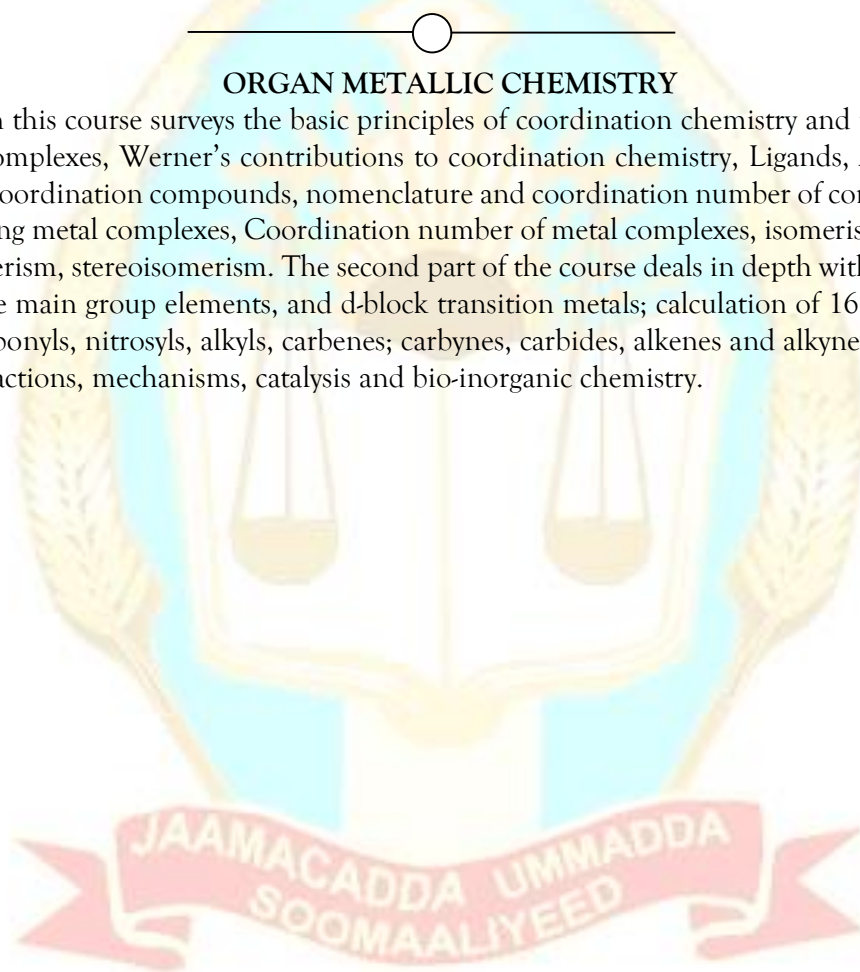 ORGAN METALLIC CHEMISTRY
this course surveys the basic principles of coordination chemistry and
omplexes, Werner's contributions to coordination chemistry, Ligands,
oordination compounds, nomenclature and coordination number of
ng metal complexes, Coordination number of metal complexes, isomeris
erism, stereoisomerism. The second part of the course deals in depth with
main group elements, and d-block transition metals; calculation of 16
bonyls, nitrosyls, alkyls, carbenes; carbynes, carbides, alkenes and alkyne
actions, mechanisms, catalysis and bio-inorganic chemistry.
JAAMACADDA UMMADDA
SOOMAALIYEED